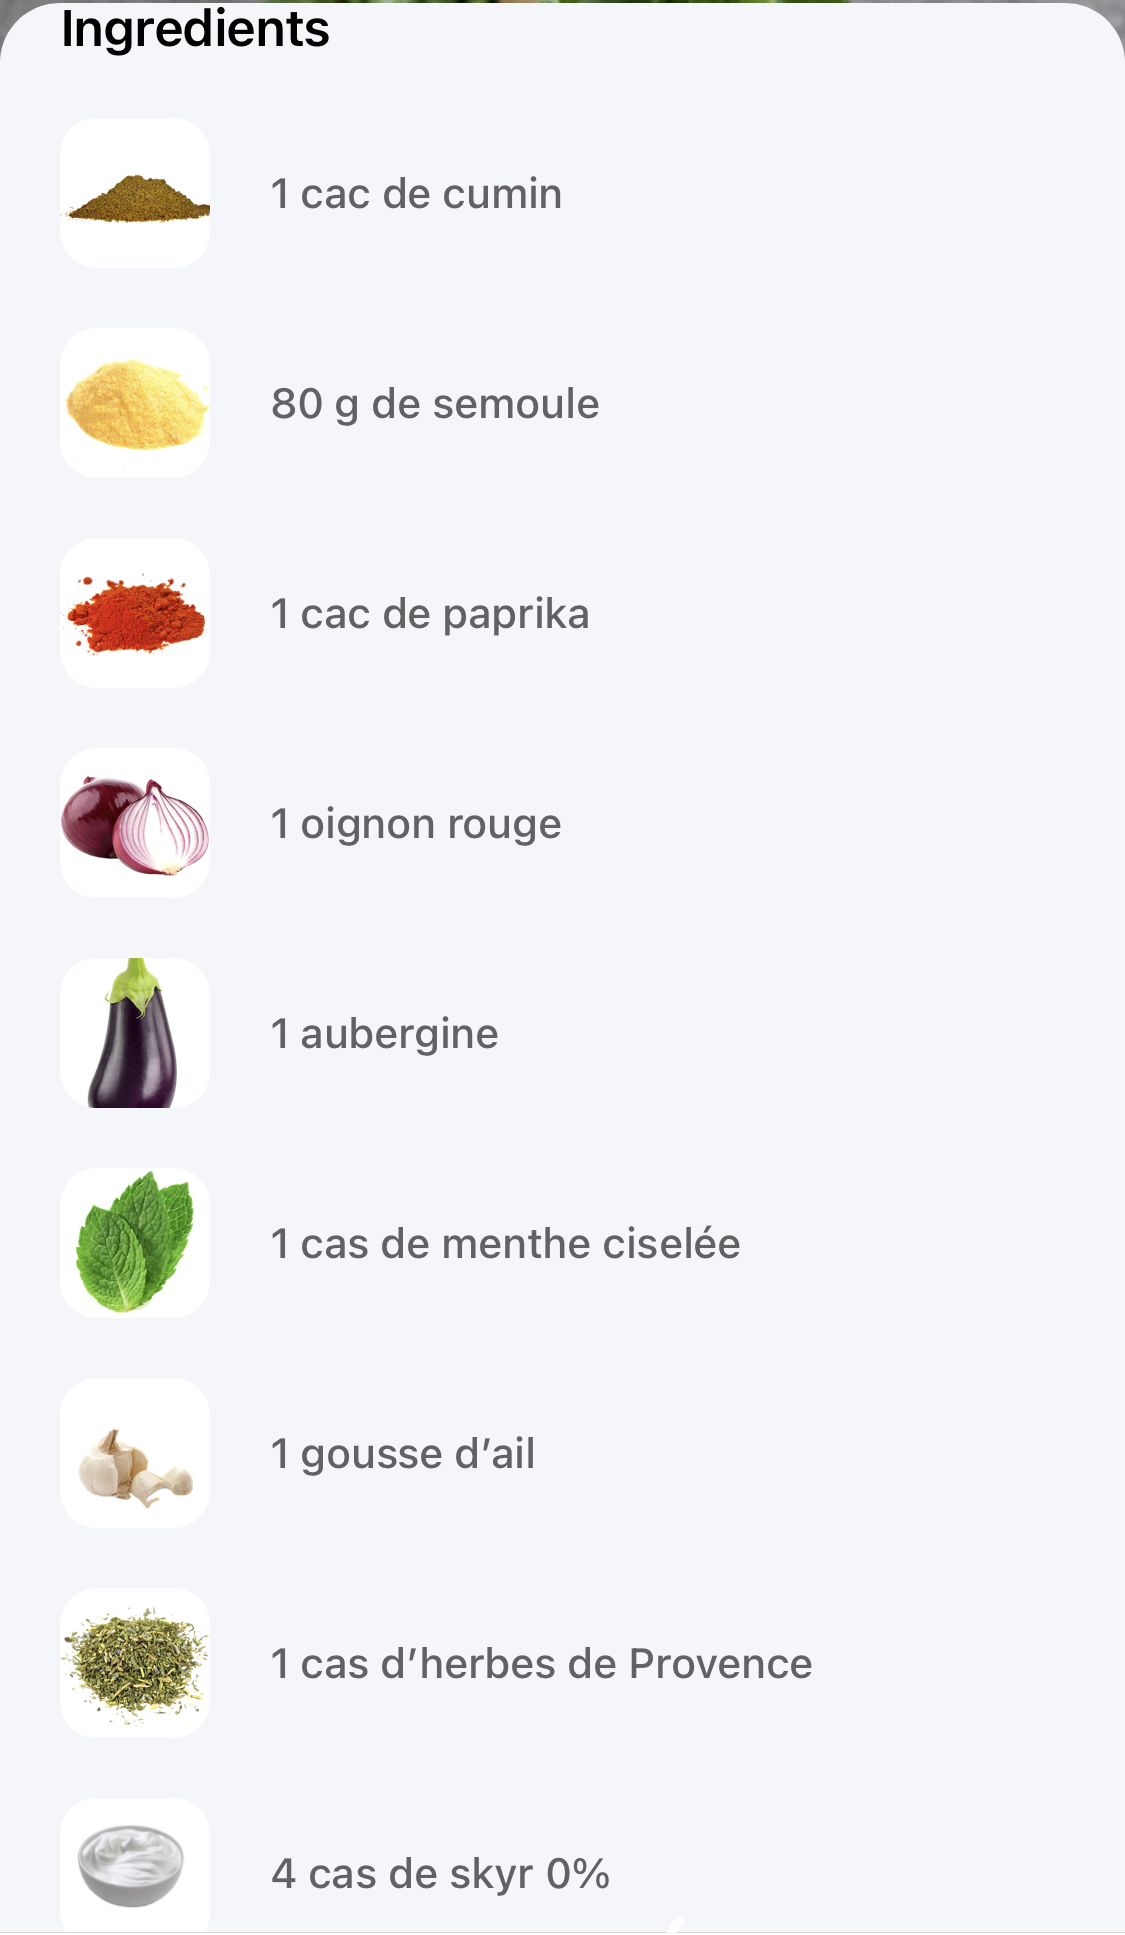 Ingredients
1 cac de cumin
80 g de semoule
1 cac de paprika
1 oignon rouge
1 aubergine
1 cas de menthe ciselée
1 gousse d’ail
1 cas d’herbes de Provence
4 cas de skyr 0%